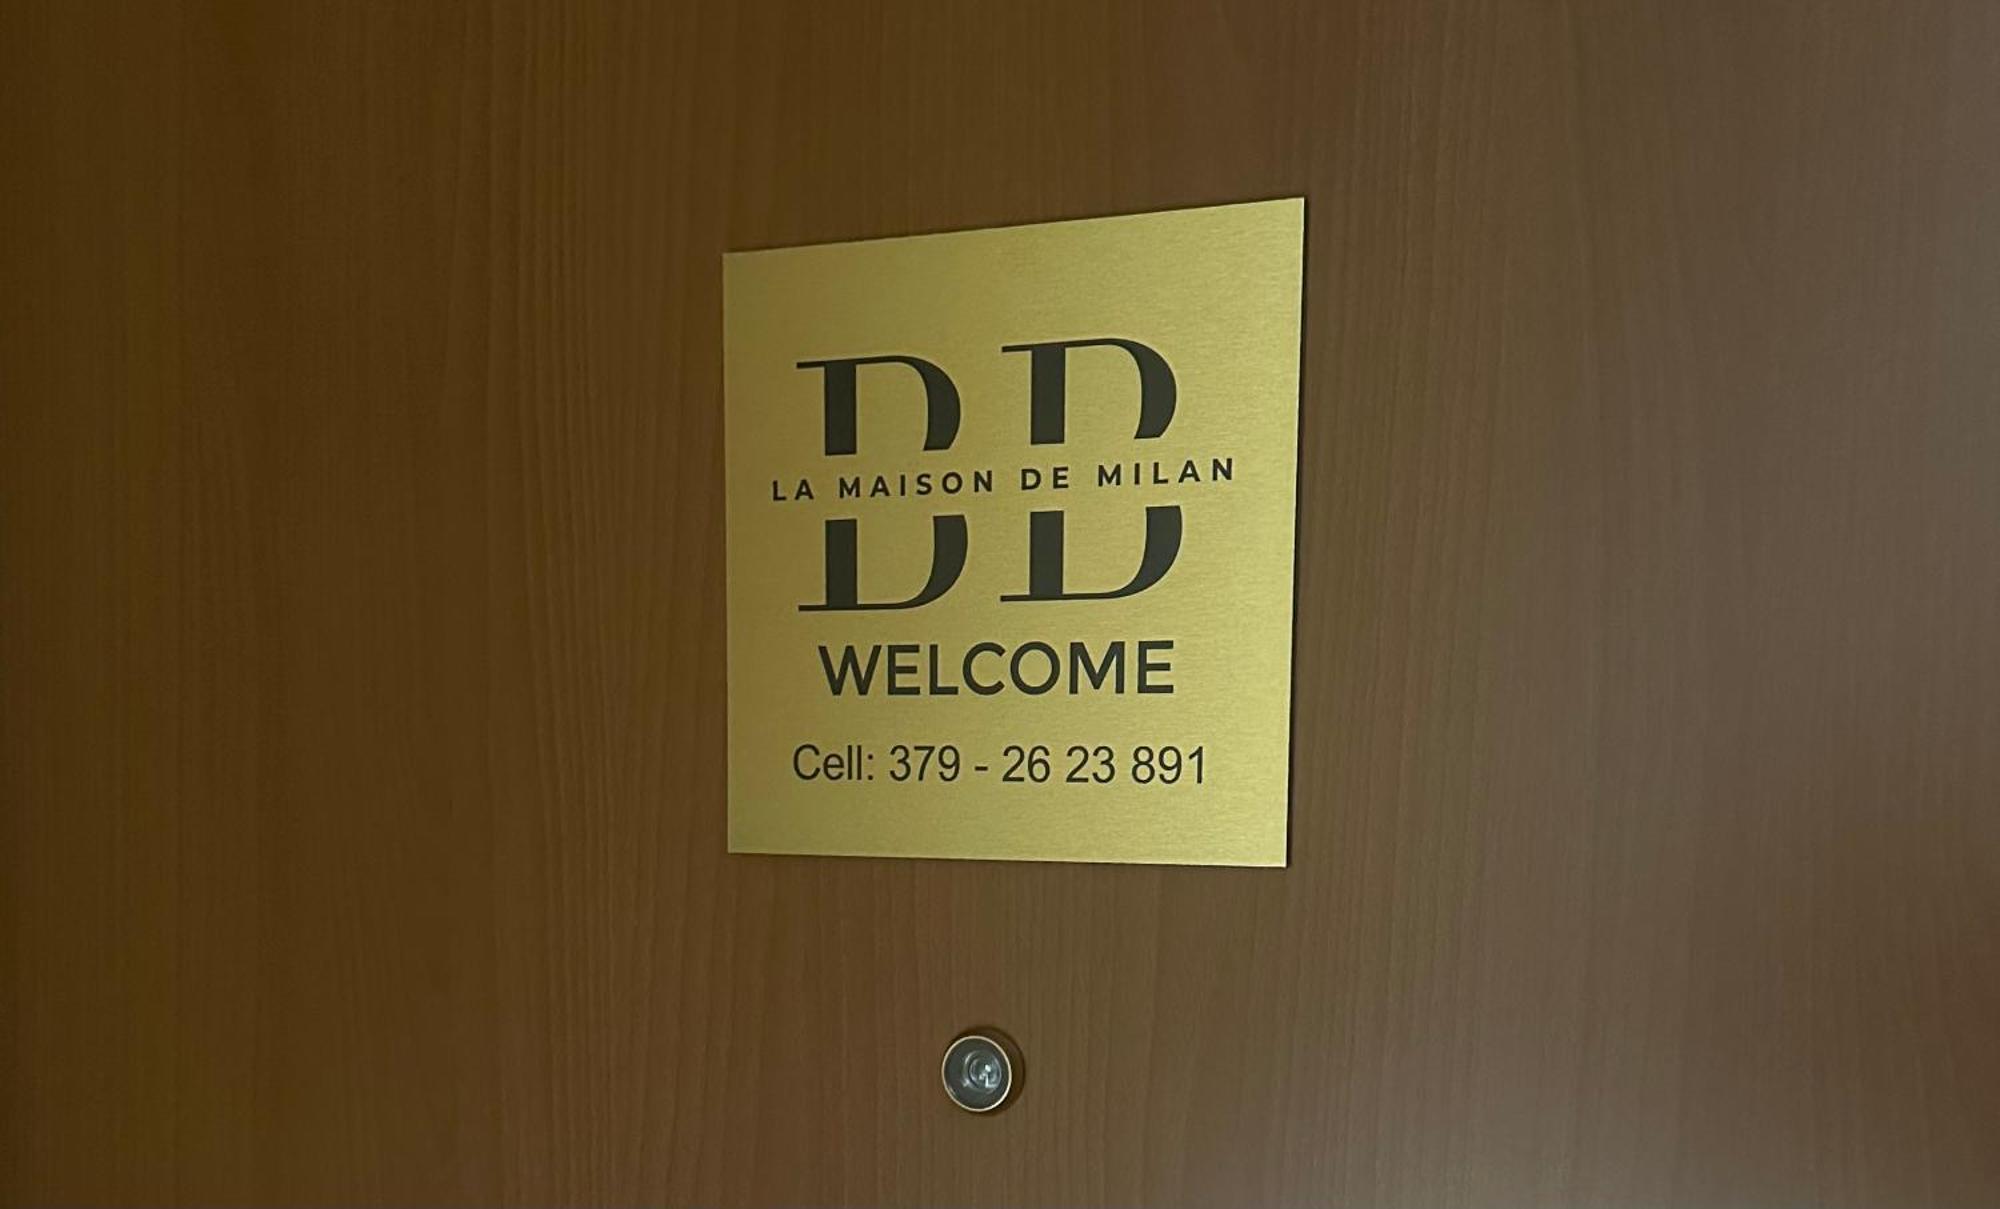 BB
LA MAISON DE MILAN
WELCOME
Cell: 379 - 26 23 891